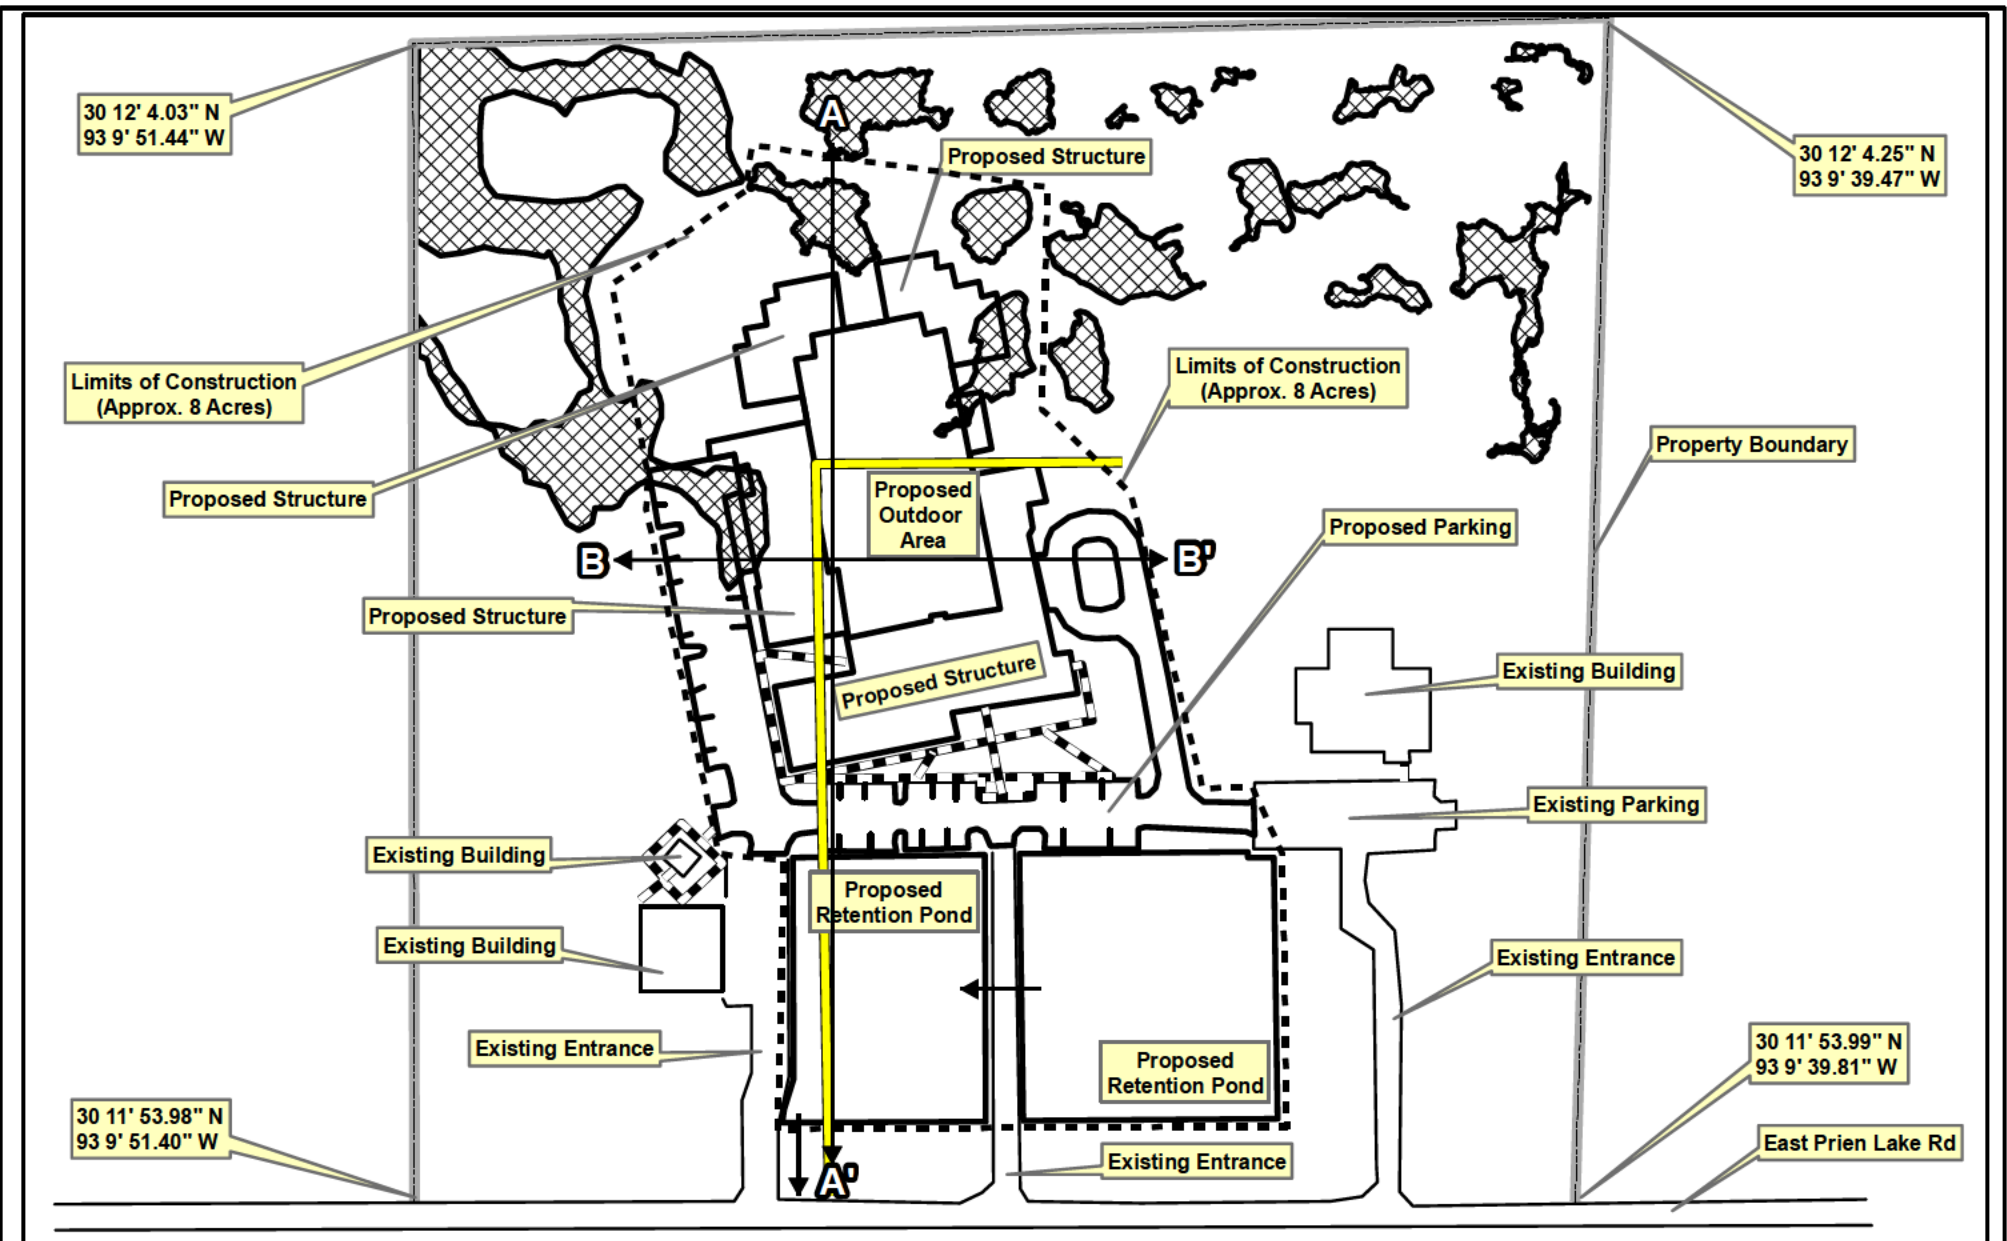 30 12' 4.03" N
93 9' 51.44" W
A
Proposed Structure
30 12' 4.25" N
93 9' 39.47" W
Limits of Construction
(Approx. 8 Acres)
Limits of Construction
(Approx. 8 Acres)
Property Boundary
Proposed Structure
Proposed
Outdoor
Area
Proposed Parking
B
B'
Proposed Structure
Proposed Structure
Existing Building
Existing Parking
Existing Building
Proposed
Retention Pond
Existing Building
Existing Entrance
Existing Entrance
Proposed
Retention Pond
30 11' 53.99" N
93 9' 39.81" W
30 11' 53.98" N
93 9' 51.40" W
Existing Entrance
East Prien Lake Rd
A'